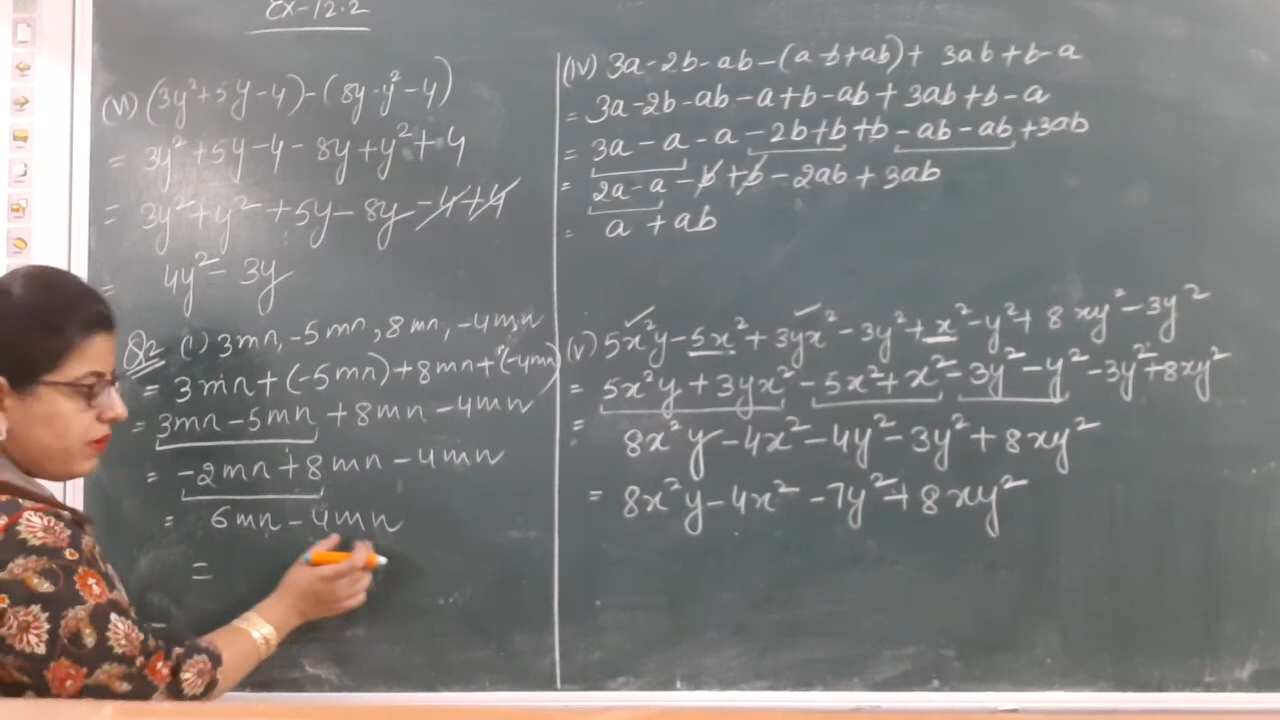 Ex-12.2
(vi) (3y²+5y-4)-(8y-y²-4)
= 3y²+5y-4-8y+y²+4
= 3y²+y²+5y-8y-4+4
= 4y²-3y
Q2 (i) 3mn, -5mn, 8mn, -4mn
= 3mn+(-5mn)+8mn+(-4mn)
= 3mn-5mn+8mn-4mn
= -2mn+8mn-4mn
= 6mn-4mn
=
(iv) 3a-2b-ab-(a-b+ab)+3ab+b-a
= 3a-2b-ab-a+b-ab+3ab+b-a
= 3a-a-a-2b+b+b-ab-ab+3ab
= 2a-a-b+b-2ab+3ab
= a+ab
(v) 5x²y-5x²+3yx²-3y²+x²-y²+8xy²-3y²
= 5x²y+3yx²-5x²+x²-3y²-y²-3y²+8xy²
= 8x²y-4x²-4y²-3y²+8xy²
= 8x²y-4x²-7y²+8xy²